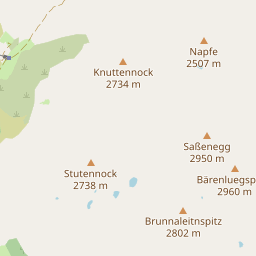 Napfe
2507 m
Knuttennock
2734 m
Saßenegg
2950 m
Stutennock
2738 m
Bärenluegsp
2960 m
Brunnaleitnspitz
2802 m